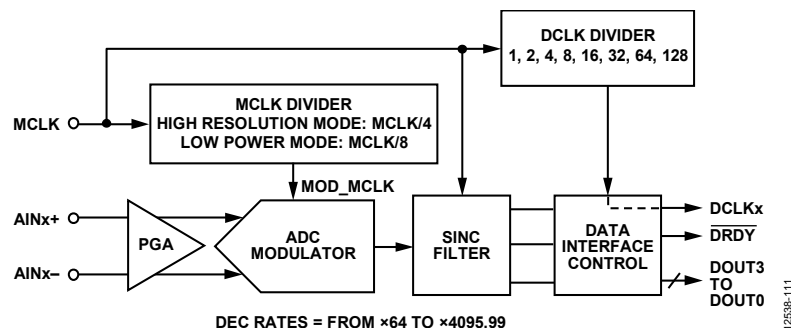 DCLK DIVIDER
1, 2, 4, 8, 16, 32, 64, 128
MCLK DIVIDER
HIGH RESOLUTION MODE: MCLK/4
LOW POWER MODE: MCLK/8
MCLK
MOD_MCLK
AINx+
AINx–
PGA
ADC
MODULATOR
SINC
FILTER
DATA
INTERFACE
CONTROL
DCLKx
DRDY
DOUT3
TO
DOUT0
DEC RATES = FROM ×64 TO ×4095.99